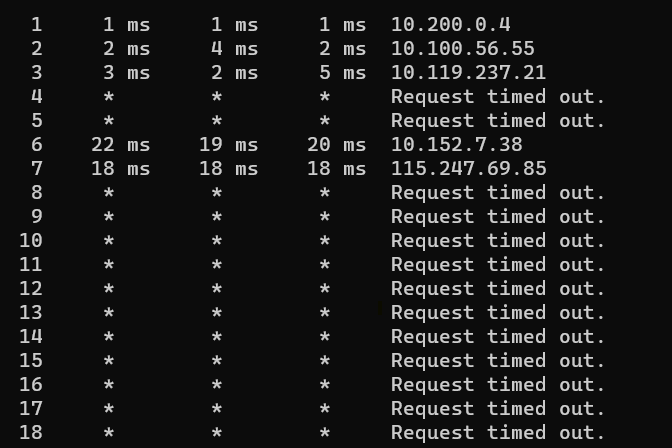 1 1 ms 1 ms 1 ms 10.200.0.4
2 2 ms 4 ms 2 ms 10.100.56.55
3 3 ms 2 ms 5 ms 10.119.237.21
4 * * * Request timed out.
5 * * * Request timed out.
6 22 ms 19 ms 20 ms 10.152.7.38
7 18 ms 18 ms 18 ms 115.247.69.85
8 * * * Request timed out.
9 * * * Request timed out.
10 * * * Request timed out.
11 * * * Request timed out.
12 * * * Request timed out.
13 * * * Request timed out.
14 * * * Request timed out.
15 * * * Request timed out.
16 * * * Request timed out.
17 * * * Request timed out.
18 * * * Request timed out.